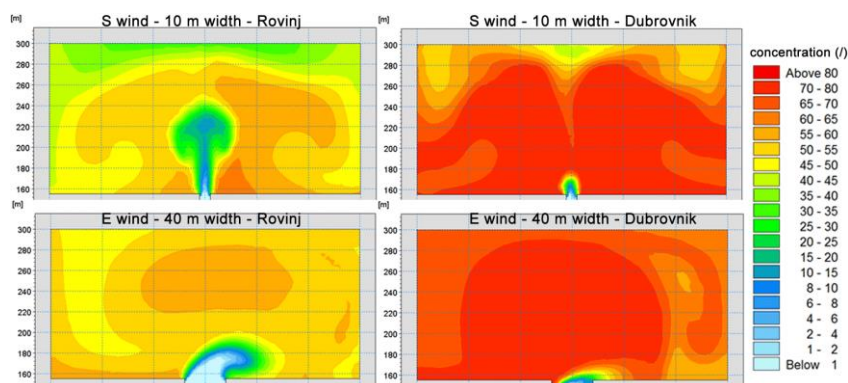 [m]
S wind - 10 m width - Rovinj
300
280
260
240
220
200
180
160
[m]
S wind - 10 m width - Dubrovnik
300
280
260
240
220
200
180
160
[m]
E wind - 40 m width - Rovinj
300
280
260
240
220
200
180
160
[m]
E wind - 40 m width - Dubrovnik
300
280
260
240
220
200
180
160
concentration (/)
Above 80
70 - 80
65 - 70
60 - 65
55 - 60
50 - 55
45 - 50
40 - 45
35 - 40
30 - 35
25 - 30
20 - 25
15 - 20
10 - 15
8 - 10
6 - 8
4 - 6
2 - 4
1 - 2
Below 1